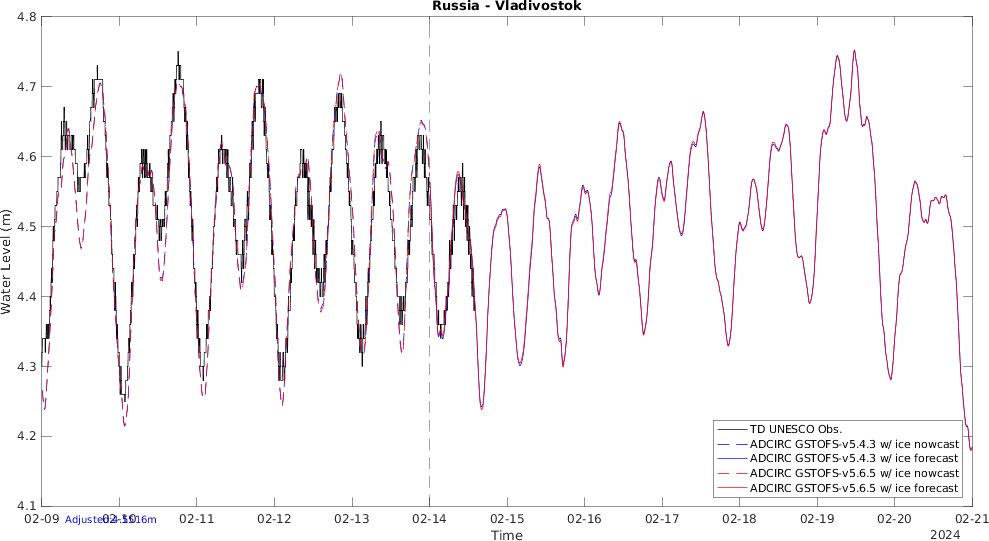 Russia - Vladivostok
4.8
4.7
4.6
4.5
4.4
4.3
4.2
4.1
Water Level (m)
TD UNESCO Obs.
ADCIRC GSTOFS-v5.4.3 w/ ice nowcast
ADCIRC GSTOFS-v5.4.3 w/ ice forecast
ADCIRC GSTOFS-v5.6.5 w/ ice nowcast
ADCIRC GSTOFS-v5.6.5 w/ ice forecast
02-09 02-10 02-11 02-12 02-13 02-14 02-15 02-16 02-17 02-18 02-19 02-20 02-21
Time
2024